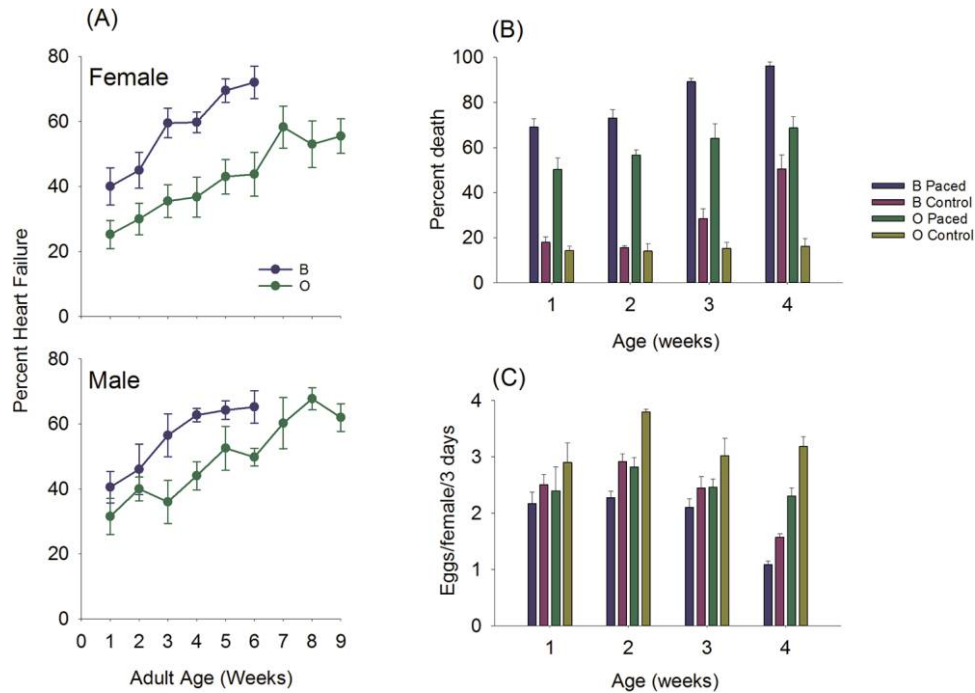 (A)
Female
80
60
40
20
0
B
O
Percent Heart Failure
Male
80
60
40
20
0
0 1 2 3 4 5 6 7 8 9
Adult Age (Weeks)
(B)
100
80
60
40
20
0
Percent death
1 2 3 4
Age (weeks)
B Paced
B Control
O Paced
O Control
(C)
4
3
2
1
0
Eggs/female/3 days
1 2 3 4
Age (weeks)